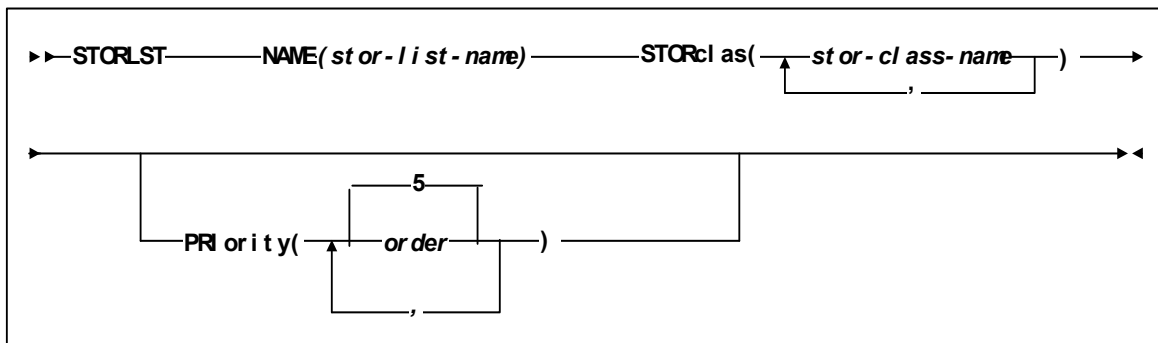 STORLST NAME(stor-list-name) STORclas( stor-class-name )
,
5
PRIority( order )
,